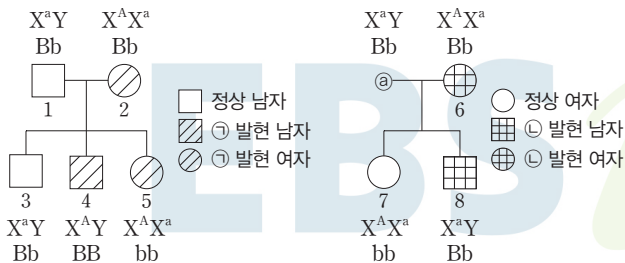 XᵃY XᴬXᵃ
Bb Bb
1 2
3 4 5
XᵃY XᴬY XᴬXᵃ
Bb BB bb
정상 남자
㉠ 발현 남자
㉠ 발현 여자
XᵃY XᴬXᵃ
Bb Bb
ⓐ 6
7 8
XᴬXᵃ XᵃY
bb Bb
정상 여자
㉡ 발현 남자
㉡ 발현 여자
EBS